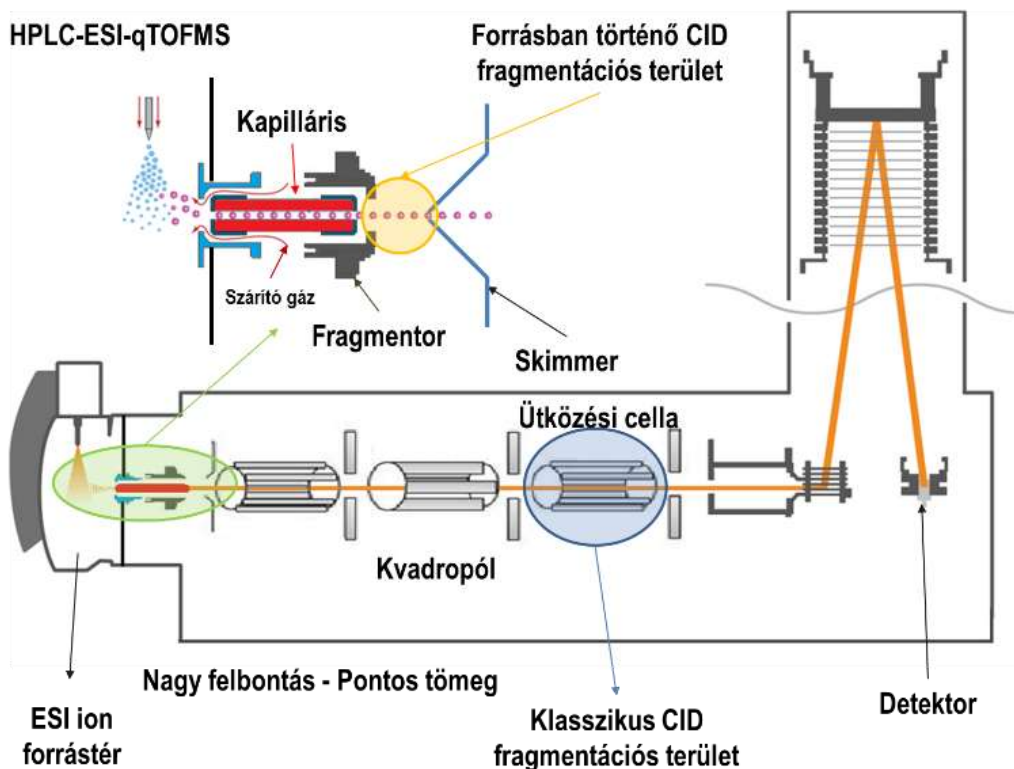 HPLC-ESI-qTOFMS
Forrásban történő CID
fragmentációs terület
Kapilláris
Szárító gáz
Fragmentor
Skimmer
Ütközési cella
Kvadropól
Nagy felbontás - Pontos tömeg
ESI ion
forrástér
Klasszikus CID
fragmentációs terület
Detektor